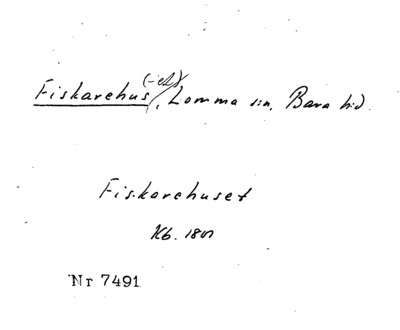 Fiskarehus (-et), Lomma sn, Bara hd.
Fiskarehuset
Kb. 1801
Nr 7491